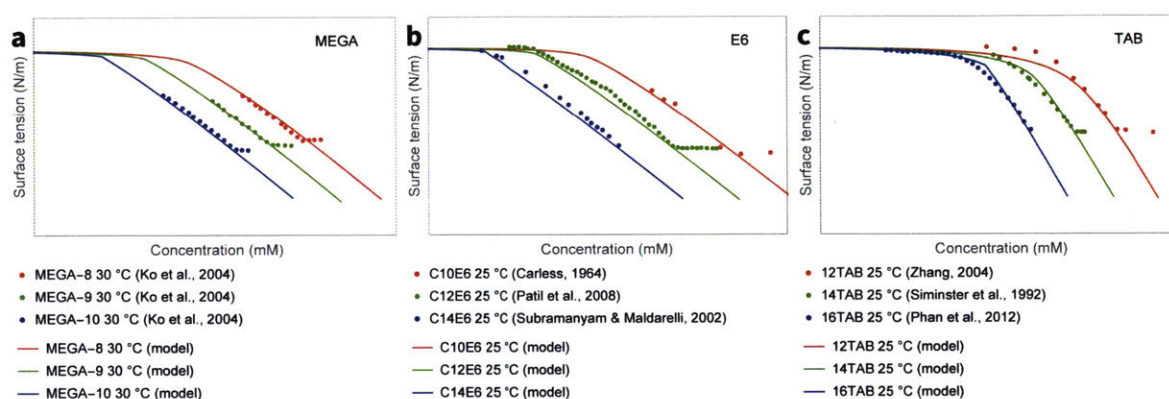 a
MEGA
Surface tension (N/m)
Concentration (mM)
MEGA-8 30 °C (Ko et al., 2004)
MEGA-9 30 °C (Ko et al., 2004)
MEGA-10 30 °C (Ko et al., 2004)
MEGA-8 30 °C (model)
MEGA-9 30 °C (model)
MEGA-10 30 °C (model)
b
E6
Surface tension (N/m)
Concentration (mM)
C10E6 25 °C (Carless, 1964)
C12E6 25 °C (Patil et al., 2008)
C14E6 25 °C (Subramanyam & Maldarelli, 2002)
C10E6 25 °C (model)
C12E6 25 °C (model)
C14E6 25 °C (model)
c
TAB
Surface tension (N/m)
Concentration (mM)
12TAB 25 °C (Zhang, 2004)
14TAB 25 °C (Siminster et al., 1992)
16TAB 25 °C (Phan et al., 2012)
12TAB 25 °C (model)
14TAB 25 °C (model)
16TAB 25 °C (model)